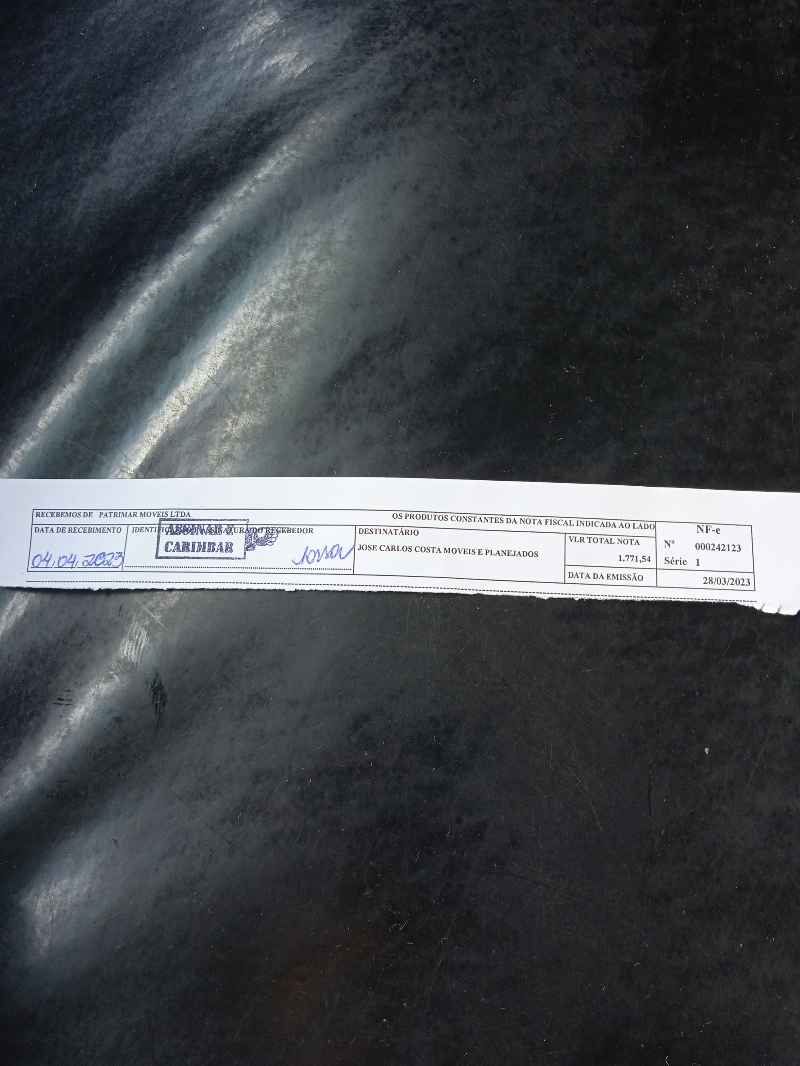 RECEBEMOS DE PATRIMAR MOVEIS LTDA OS PRODUTOS CONSTANTES DA NOTA FISCAL INDICADA AO LADO
DATA DE RECEBIMENTO
04.04.2023
RECEBEDOR
ASSINAR E
CARIMBAR
DESTINATÁRIO
JOSE CARLOS COSTA MOVEIS E PLANEJADOS
VLR TOTAL NOTA
1.771,54
DATA DA EMISSÃO
28/03/2023
NF-e
Nº 000242123
Série 1